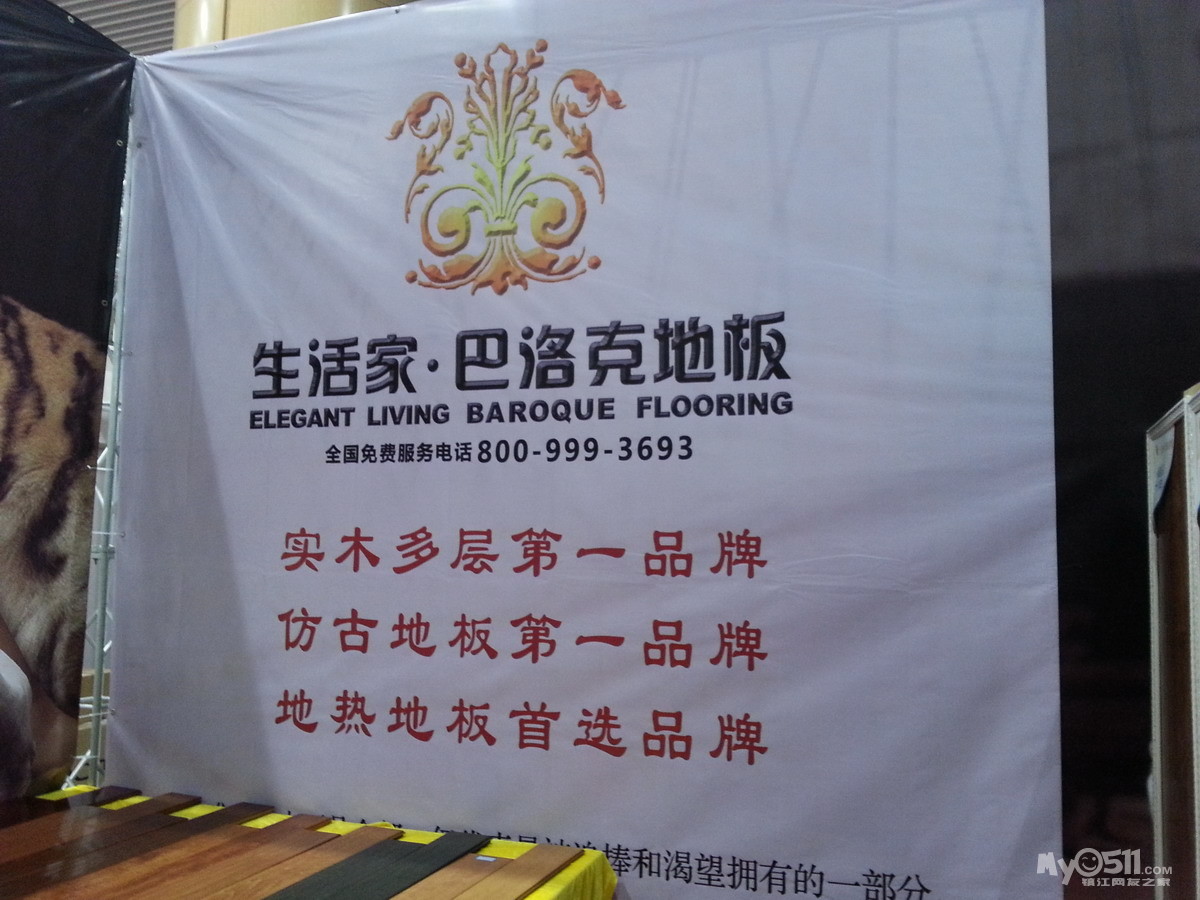 生活家·巴洛克地板
ELEGANT LIVING BAROQUE FLOORING
全国免费服务电话800-999-3693
实木多层第一品牌
仿古地板第一品牌
地热地板首选品牌
棒和渴望拥有的一部分
My0511.COM
镇江网友之家